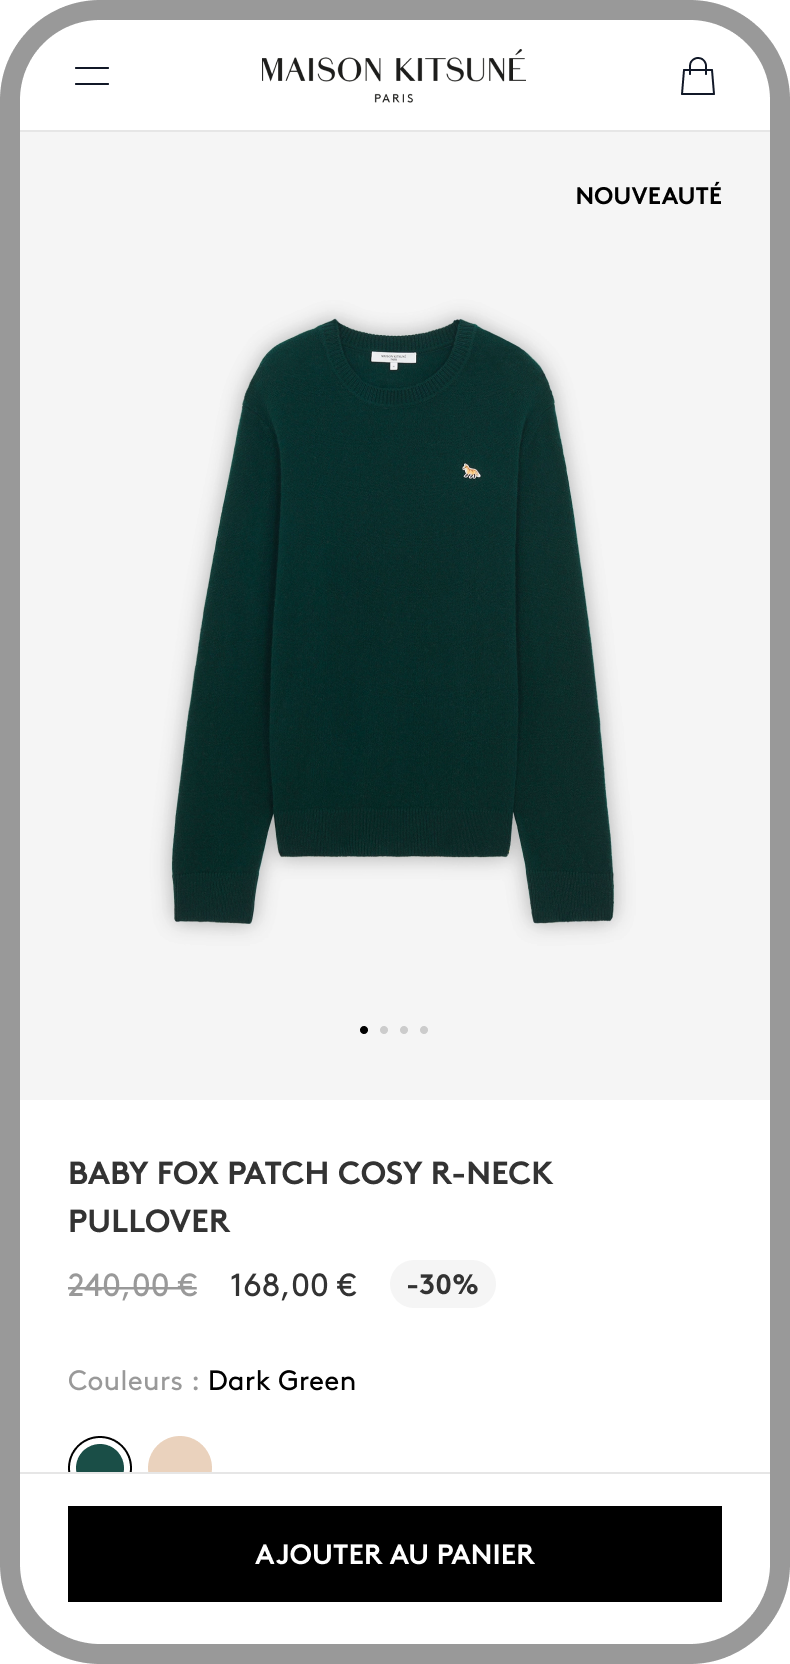 MAISON KITSUNÉ
PARIS
NOUVEAUTÉ
BABY FOX PATCH COSY R-NECK
PULLOVER
240,00 € 168,00 € -30%
Couleurs : Dark Green
AJOUTER AU PANIER